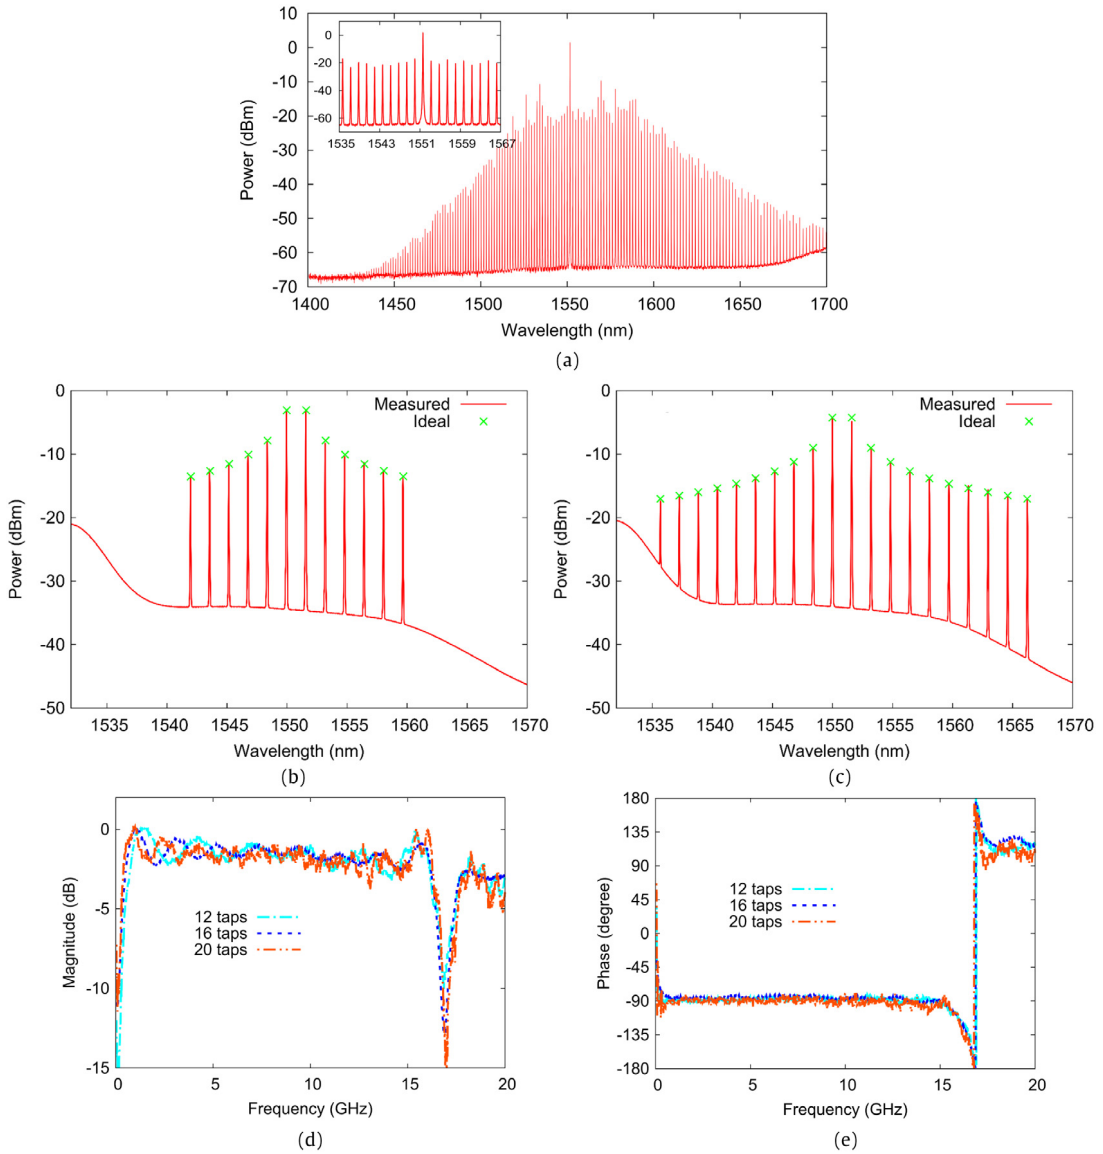 10
0
-10
-20
-30
-40
-50
-60
-70
Power (dBm)
0
-20
-40
-60
1535 1543 1551 1559 1567
1400 1450 1500 1550 1600 1650 1700
Wavelength (nm)
(a)
0
-10
-20
-30
-40
-50
Power (dBm)
Measured
Ideal
1535 1540 1545 1550 1555 1560 1565 1570
Wavelength (nm)
(b)
0
-10
-20
-30
-40
-50
Power (dBm)
Measured
Ideal
1535 1540 1545 1550 1555 1560 1565 1570
Wavelength (nm)
(c)
0
-5
-10
-15
Magnitude (dB)
12 taps
16 taps
20 taps
0 5 10 15 20
Frequency (GHz)
(d)
180
135
90
45
0
-45
-90
-135
-180
Phase (degree)
12 taps
16 taps
20 taps
0 5 10 15 20
Frequency (GHz)
(e)